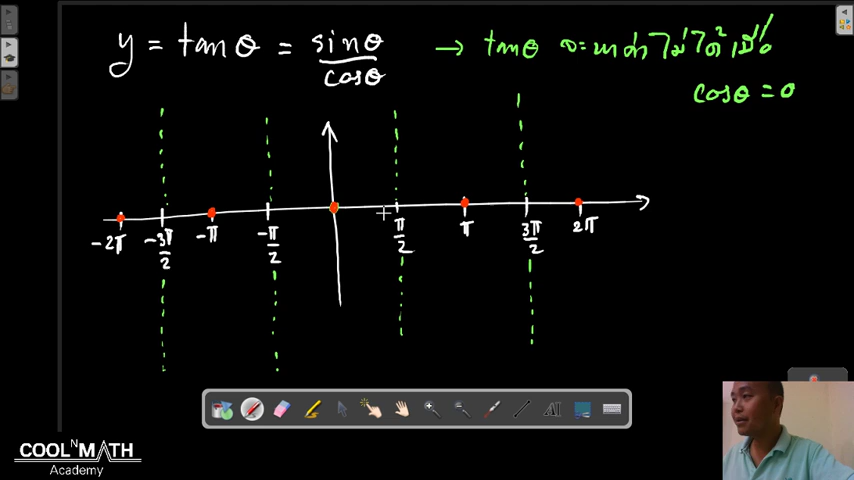 y = tanθ = sinθ/cosθ → tanθ จะหาค่าไม่ได้ เมื่อ
cosθ = 0
-2π -3π/2 -π -π/2 π/2 π 3π/2 2π
AI
COOL N MATH
Academy